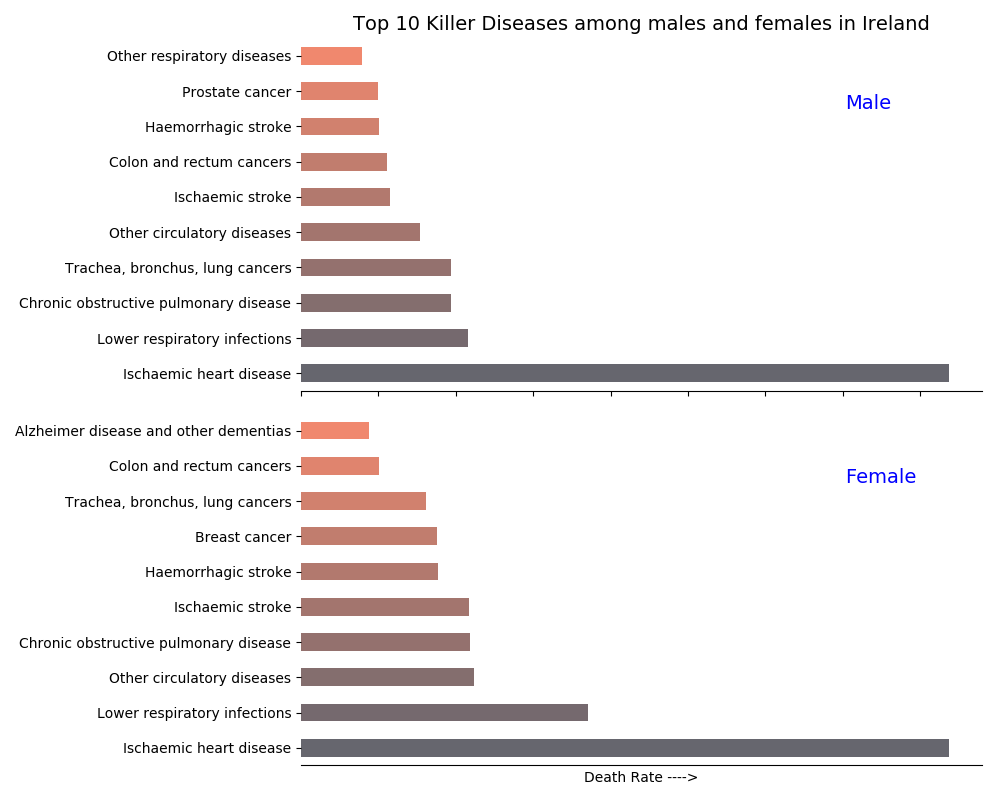 Top 10 Killer Diseases among males and females in Ireland
Other respiratory diseases
Male
Prostate cancer
Haemorrhagic stroke
Colon and rectum cancers
Ischaemic stroke
Other circulatory diseases
Trachea, bronchus, lung cancers
Chronic obstructive pulmonary disease
Lower respiratory infections
Ischaemic heart disease
Alzheimer disease and other dementias
Colon and rectum cancers
Female
Trachea, bronchus, lung cancers
Breast cancer
Haemorrhagic stroke
Ischaemic stroke
Chronic obstructive pulmonary disease
Other circulatory diseases
Lower respiratory infections
Ischaemic heart disease
Death Rate ---->